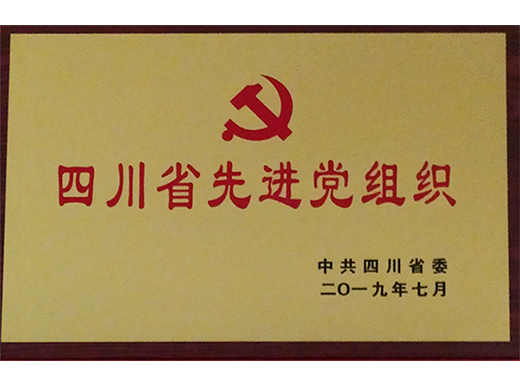 四川省先进党组织
中共四川省委
二〇一九年七月